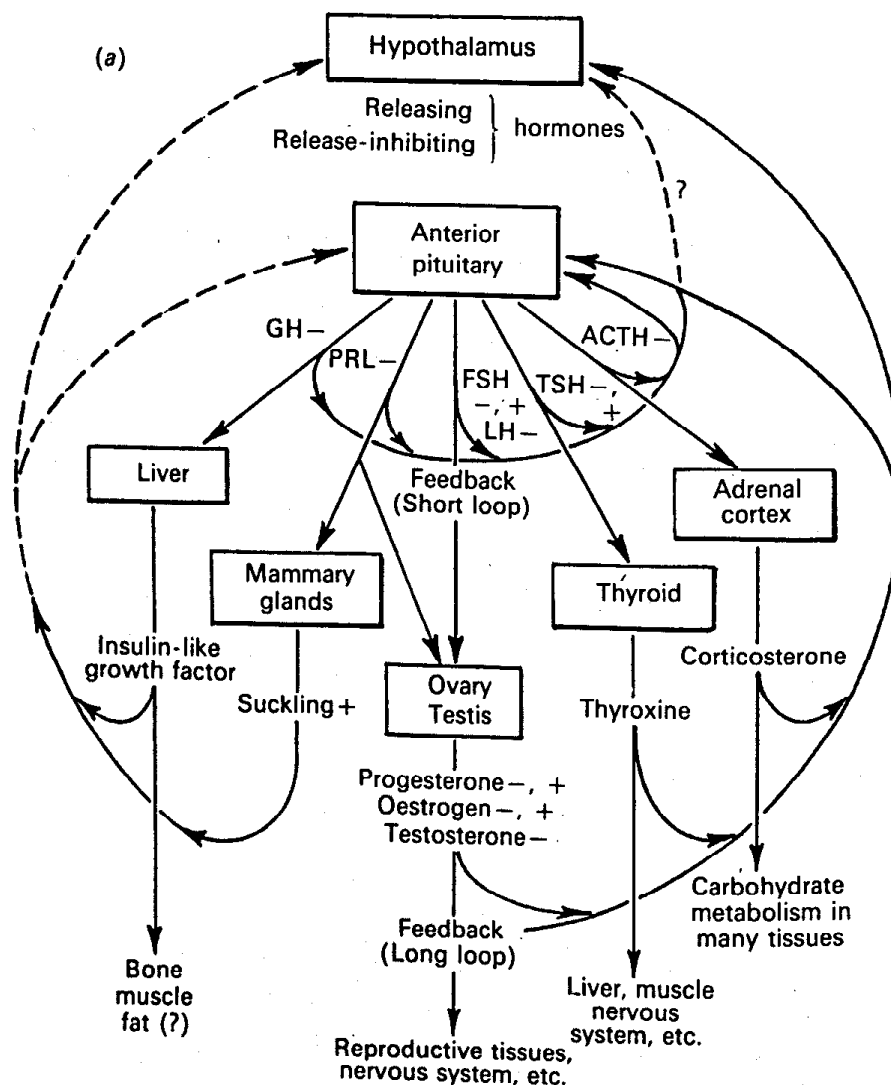 (a)
Hypothalamus
Releasing
Release-inhibiting
hormones
?
Anterior
pituitary
GH−
PRL−
FSH
−, +
LH−
TSH−,
+
ACTH−
Liver
Feedback
(Short loop)
Adrenal
cortex
Mammary
glands
Thyroid
Insulin-like
growth factor
Suckling+
Ovary
Testis
Thyroxine
Corticosterone
Progesterone−, +
Oestrogen−, +
Testosterone−
Feedback
(Long loop)
Carbohydrate
metabolism in
many tissues
Bone
muscle
fat (?)
Liver, muscle
nervous
system, etc.
Reproductive tissues,
nervous system, etc.